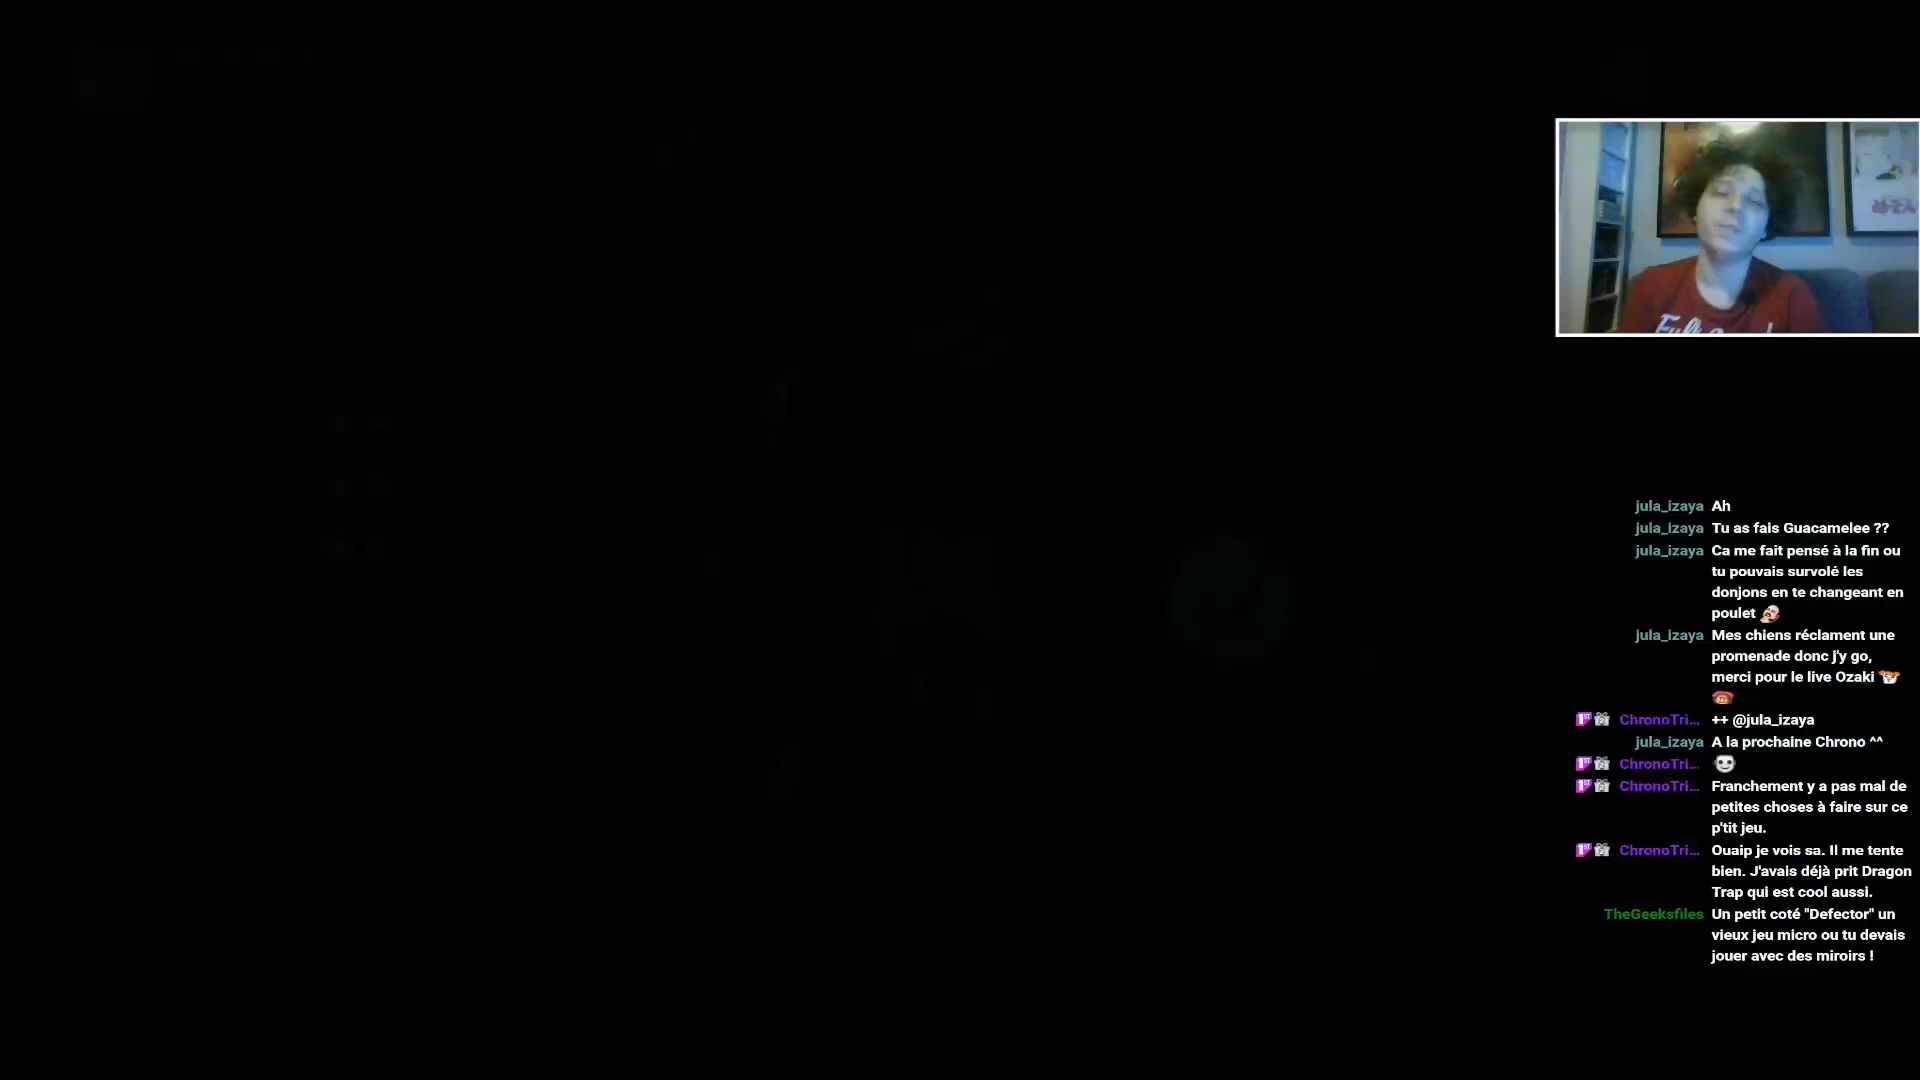 jula_izaya Ah
jula_izaya Tu as fais Guacamelee ??
jula_izaya Ca me fait pensé à la fin ou
tu pouvais survolé les
donjons en te changeant en
poulet
jula_izaya Mes chiens réclament une
promenade donc j'y go,
merci pour le live Ozaki
ChronoTri... ++ @jula_izaya
jula_izaya A la prochaine Chrono ^^
ChronoTri...
ChronoTri... Franchement y a pas mal de
petites choses à faire sur ce
p'tit jeu.
ChronoTri... Ouaip je vois sa. Il me tente
bien. J'avais déjà prit Dragon
Trap qui est cool aussi.
TheGeeksfiles Un petit coté "Defector" un
vieux jeu micro ou tu devais
jouer avec des miroirs !